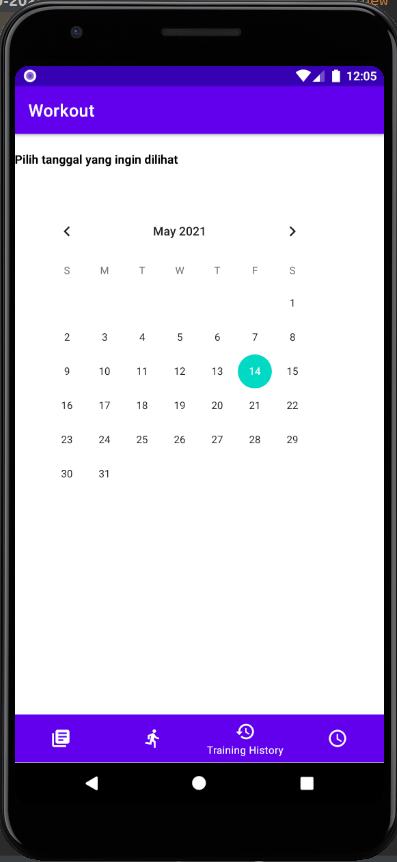 12:05
Workout
Pilih tanggal yang ingin dilihat
May 2021
S M T W T F S
1
2 3 4 5 6 7 8
9 10 11 12 13 14 15
16 17 18 19 20 21 22
23 24 25 26 27 28 29
30 31
Training History